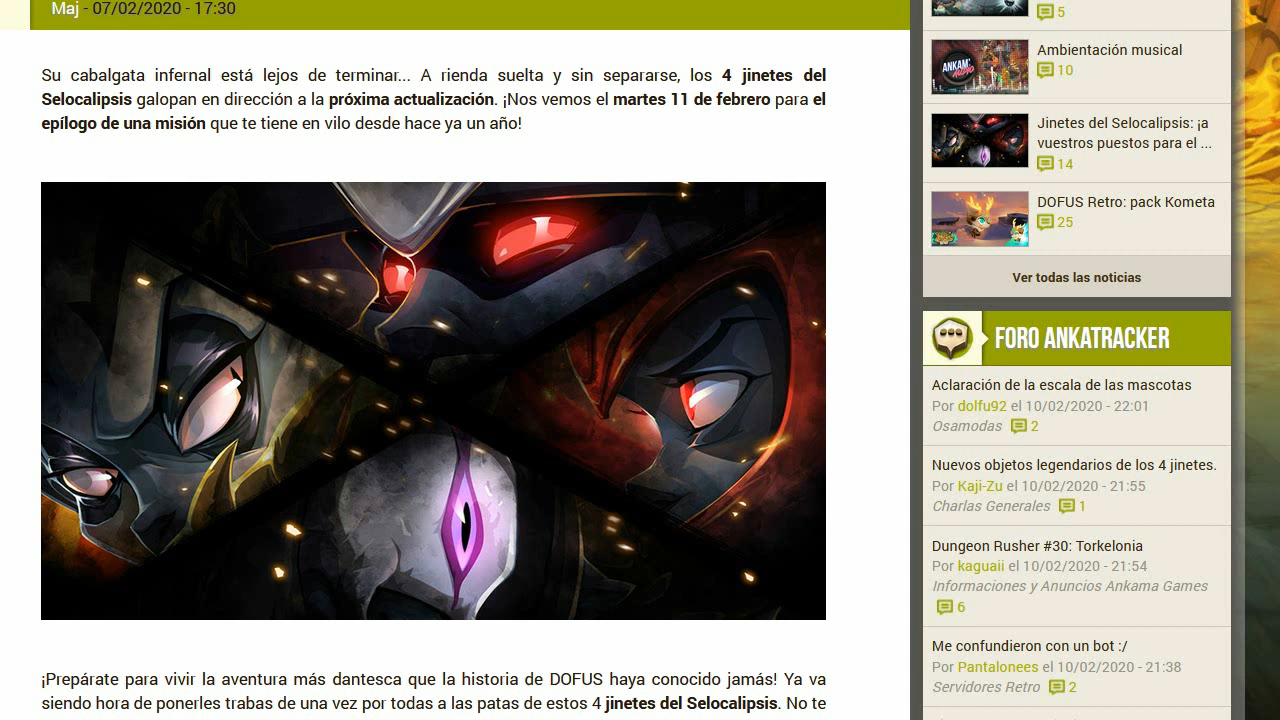 Maj - 07/02/2020 - 17:30
Su cabalgata infernal está lejos de terminar... A rienda suelta y sin separarse, los 4 jinetes del
Selocalipsis galopan en dirección a la próxima actualización. ¡Nos vemos el martes 11 de febrero para el
epílogo de una misión que te tiene en vilo desde hace ya un año!
¡Prepárate para vivir la aventura más dantesca que la historia de DOFUS haya conocido jamás! Ya va
siendo hora de ponerles trabas de una vez por todas a las patas de estos 4 jinetes del Selocalipsis. No te
5
ANKAM'
AUDIO
Ambientación musical
10
Jinetes del Selocalipsis: ¡a
vuestros puestos para el ...
14
DOFUS Retro: pack Kometa
25
Ver todas las noticias
FORO ANKATRACKER
Aclaración de la escala de las mascotas
Por dolfu92 el 10/02/2020 - 22:01
Osamodas 2
Nuevos objetos legendarios de los 4 jinetes.
Por Kaji-Zu el 10/02/2020 - 21:55
Charlas Generales 1
Dungeon Rusher #30: Torkelonia
Por kaguaii el 10/02/2020 - 21:54
Informaciones y Anuncios Ankama Games
6
Me confundieron con un bot :/
Por Pantalonees el 10/02/2020 - 21:38
Servidores Retro 2